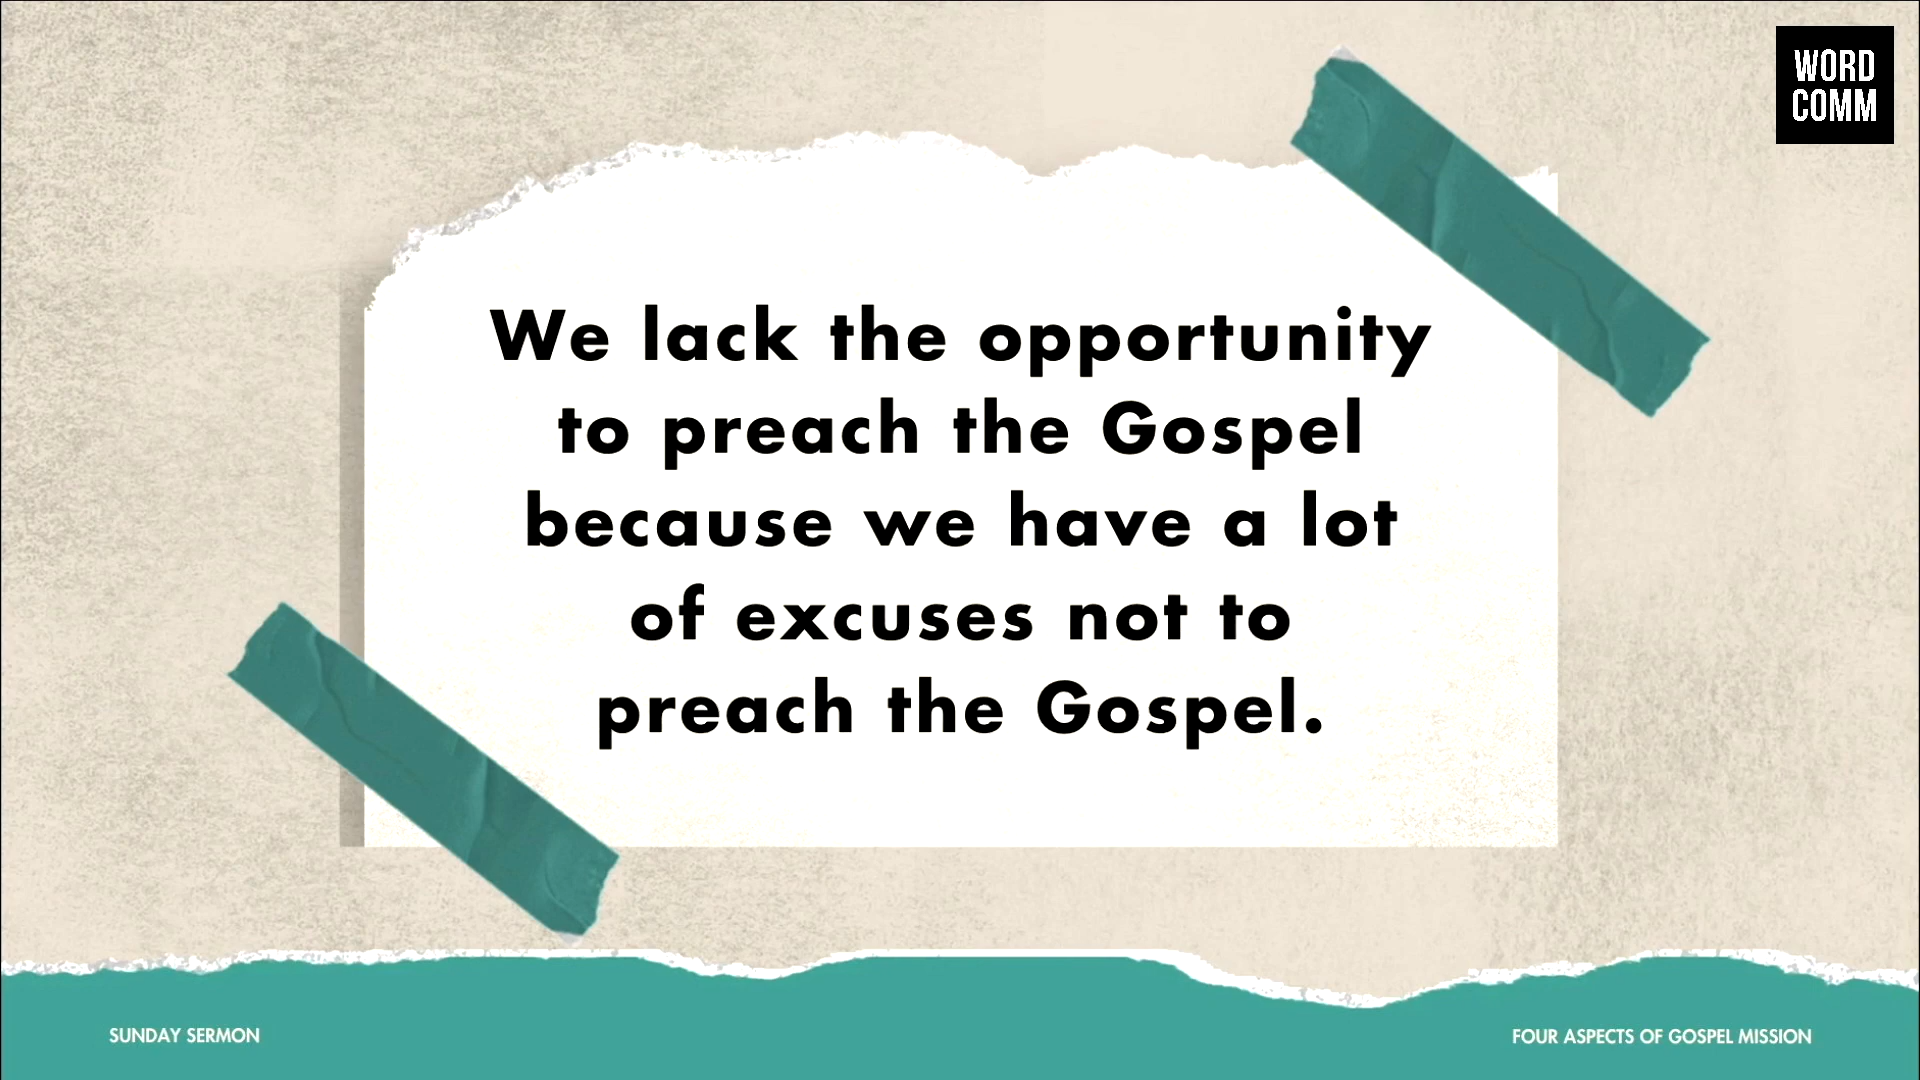 WORD
COMM
We lack the opportunity
to preach the Gospel
because we have a lot
of excuses not to
preach the Gospel.
SUNDAY SERMON
FOUR ASPECTS OF GOSPEL MISSION